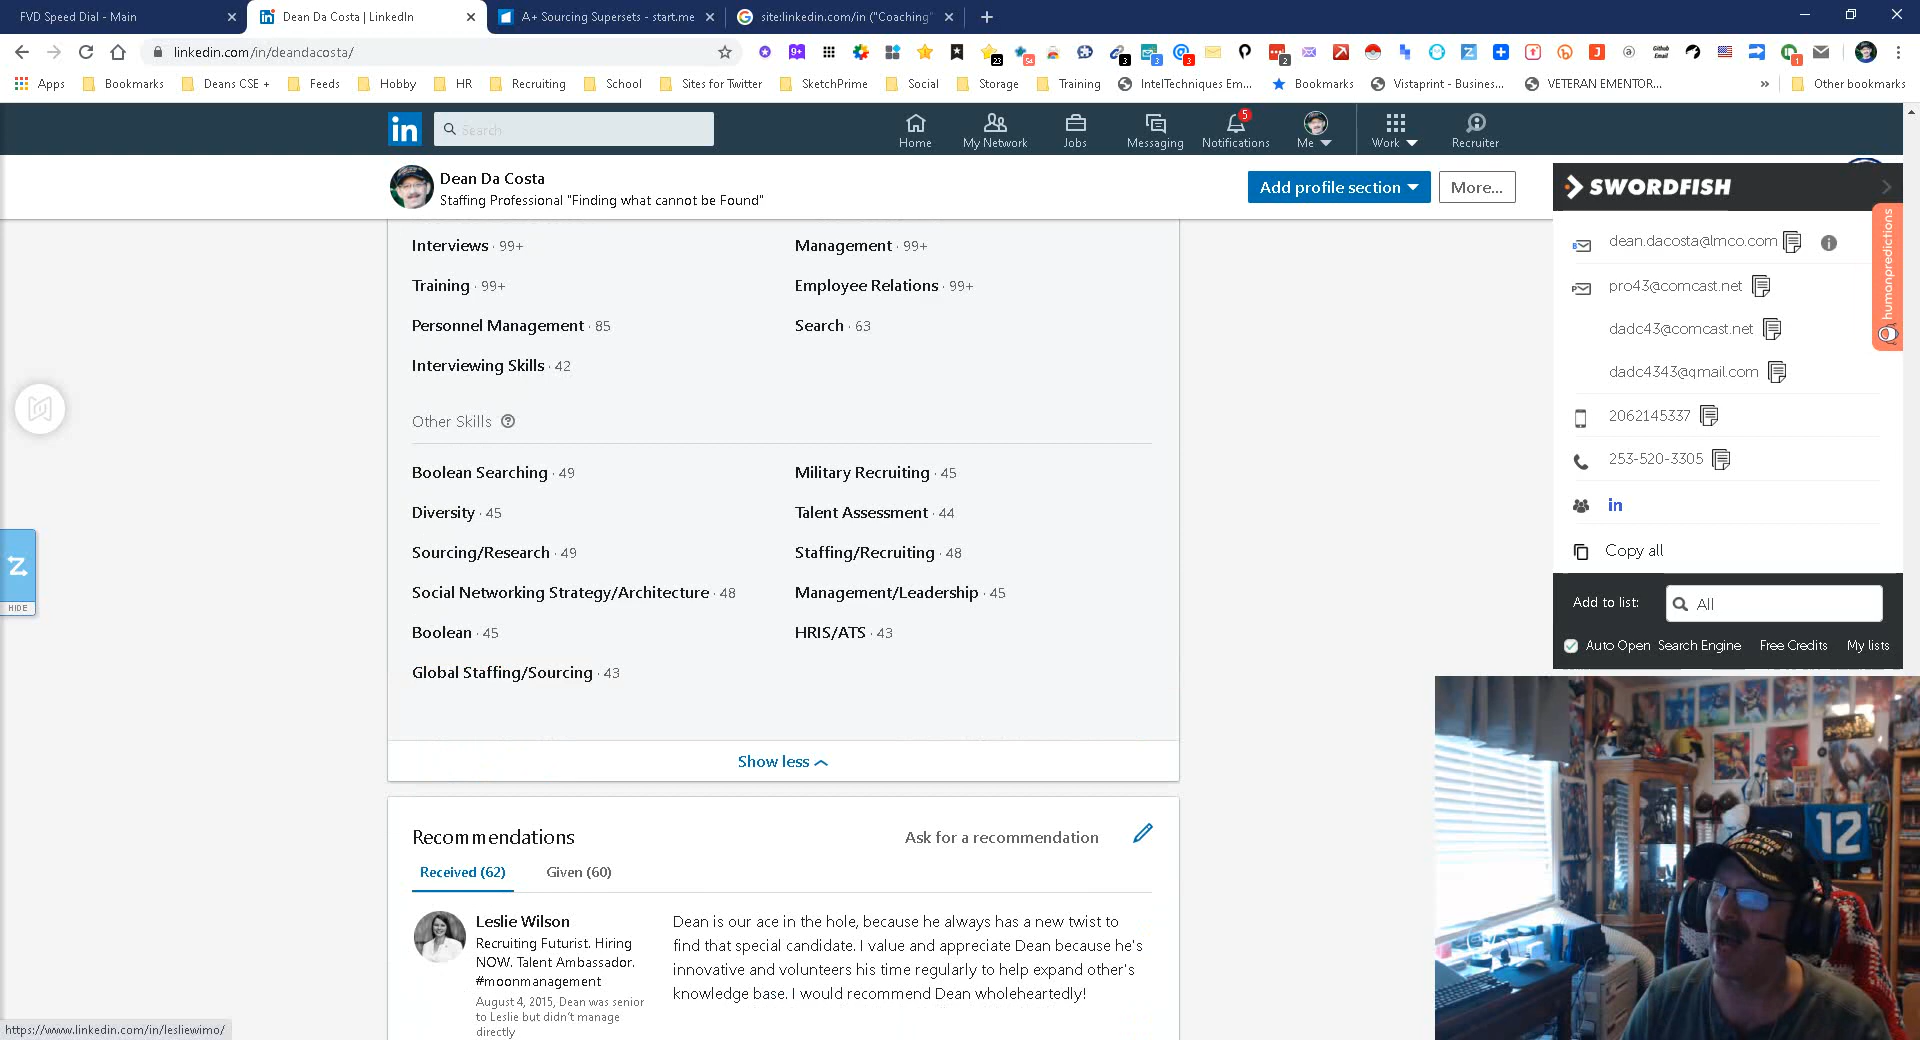 FVD Speed Dial - Main
Dean Da Costa | LinkedIn
A+ Sourcing Supersets - start.me
site:linkedin.com/in ("Coaching"
linkedin.com/in/deandacosta/
Apps
Bookmarks
Deans CSE +
Feeds
Hobby
HR
Recruiting
School
Sites for Twitter
SketchPrime
Social
Storage
Training
IntelTechniques Em...
Bookmarks
Vistaprint - Busines...
VETERAN EMENTOR...
»
Other bookmarks
in
Search
Home
My Network
Jobs
Messaging
5
Notifications
Me
Work
Recruiter
Dean Da Costa
Staffing Professional "Finding what cannot be Found"
Add profile section
More...
Interviews · 99+
Management · 99+
Training · 99+
Employee Relations · 99+
Personnel Management · 85
Search · 63
Interviewing Skills · 42
Other Skills
Boolean Searching · 49
Military Recruiting · 45
Diversity · 45
Talent Assessment · 44
Sourcing/Research · 49
Staffing/Recruiting · 48
Social Networking Strategy/Architecture · 48
Management/Leadership · 45
Boolean · 45
HRIS/ATS · 43
Global Staffing/Sourcing · 43
Show less
Recommendations
Ask for a recommendation
Received (62)
Given (60)
Leslie Wilson
Recruiting Futurist. Hiring
NOW. Talent Ambassador.
#moonmanagement
August 4, 2015, Dean was senior
to Leslie but didn't manage
directly
Dean is our ace in the hole, because he always has a new twist to
find that special candidate. I value and appreciate Dean because he's
innovative and volunteers his time regularly to help expand other's
knowledge base. I would recommend Dean wholeheartedly!
https://www.linkedin.com/in/lesliewimo/
HIDE
SWORDFISH
dean.dacosta@lmco.com
pro43@comcast.net
dadc43@comcast.net
dadc4343@gmail.com
2062145337
253-520-3305
in
Copy all
Add to list:
All
Auto Open
Search Engine
Free Credits
My lists
humanpredictions
12
VETERAN